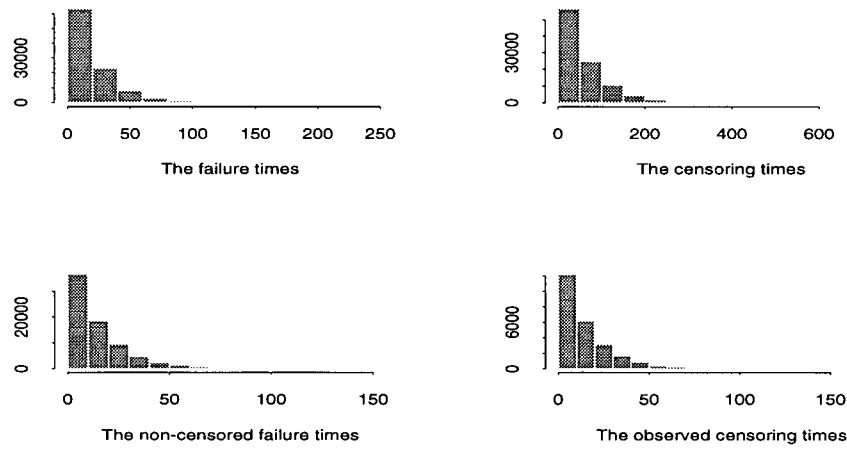 30000
0
0 50 100 150 200 250
The failure times
30000
0
0 200 400 600
The censoring times
20000
0
0 50 100 150
The non-censored failure times
6000
0
0 50 100 150
The observed censoring times